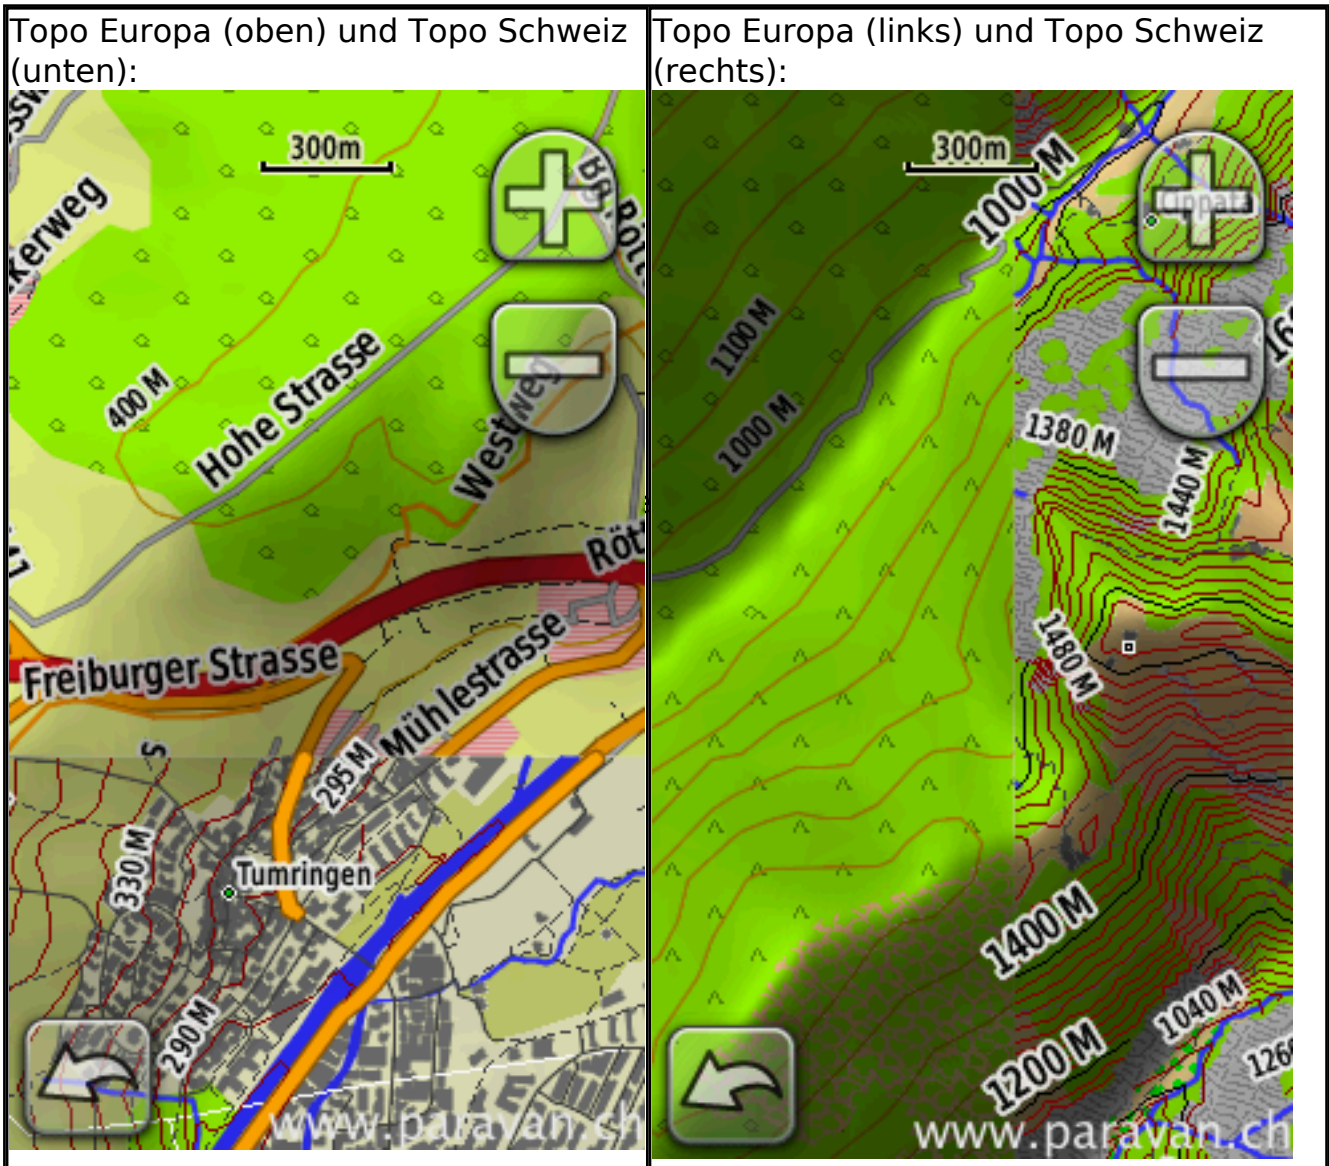 Topo Europa (oben) und Topo Schweiz
(unten):
300m
kerweg
400 M
Hohe Strasse
Westweg
Freiburger Strasse
Mühlestrasse
295 M
330 M
Tumringen
290 M
www.paravan.ch
Topo Europa (links) und Topo Schweiz
(rechts):
300m
1000 M
1100 M
1000 M
1380 M
1440 M
1480 M
1400 M
1040 M
1200 M
www.paravan.ch